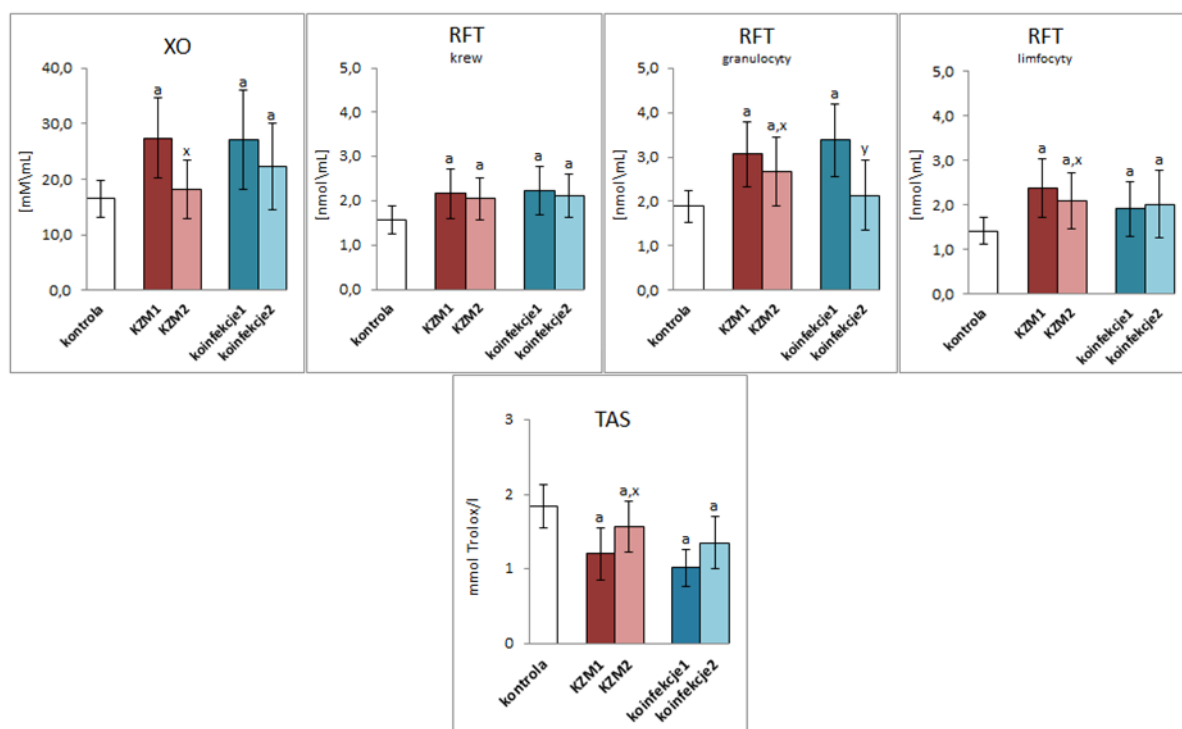 XO
40,0
30,0
20,0
10,0
0,0
[mM\mL]
a
x
a
a
kontrola
KZM1
KZM2
koinfekcje1
koinfekcje2
RFT
krew
5,0
4,0
3,0
2,0
1,0
0,0
[nmol\mL]
a
a
a
a
kontrola
KZM1
KZM2
koinfekcje1
koinfekcje2
RFT
granulocyty
5,0
4,0
3,0
2,0
1,0
0,0
[nmol\mL]
a
a,x
a
y
kontrola
KZM1
KZM2
koinfekcje1
koinfekcje2
RFT
limfocyty
5,0
4,0
3,0
2,0
1,0
0,0
[nmol\mL]
a
a,x
a
a
kontrola
KZM1
KZM2
koinfekcje1
koinfekcje2
TAS
3
2
1
0
mmol Trolox/l
a
a,x
a
a
kontrola
KZM1
KZM2
koinfekcje1
koinfekcje2